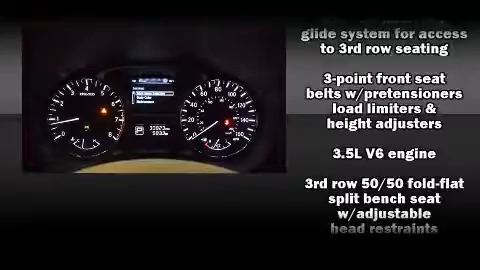 glide system for access
to 3rd row seating
3-point front seat
belts w/pretensioners
load limiters &
height adjusters
3.5L V6 engine
3rd row 50/50 fold-flat
split bench seat
w/adjustable
head restraints